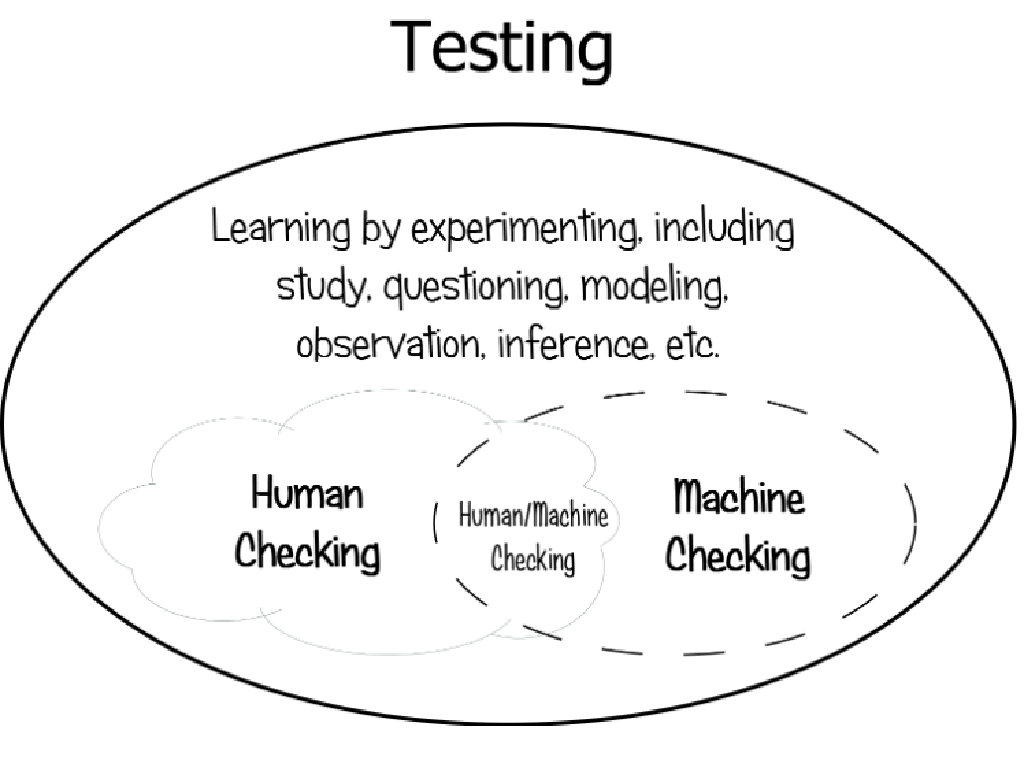 Testing
Learning by experimenting, including
study, questioning, modeling,
observation, inference, etc.
Human
Checking
Human/Machine
Checking
Machine
Checking